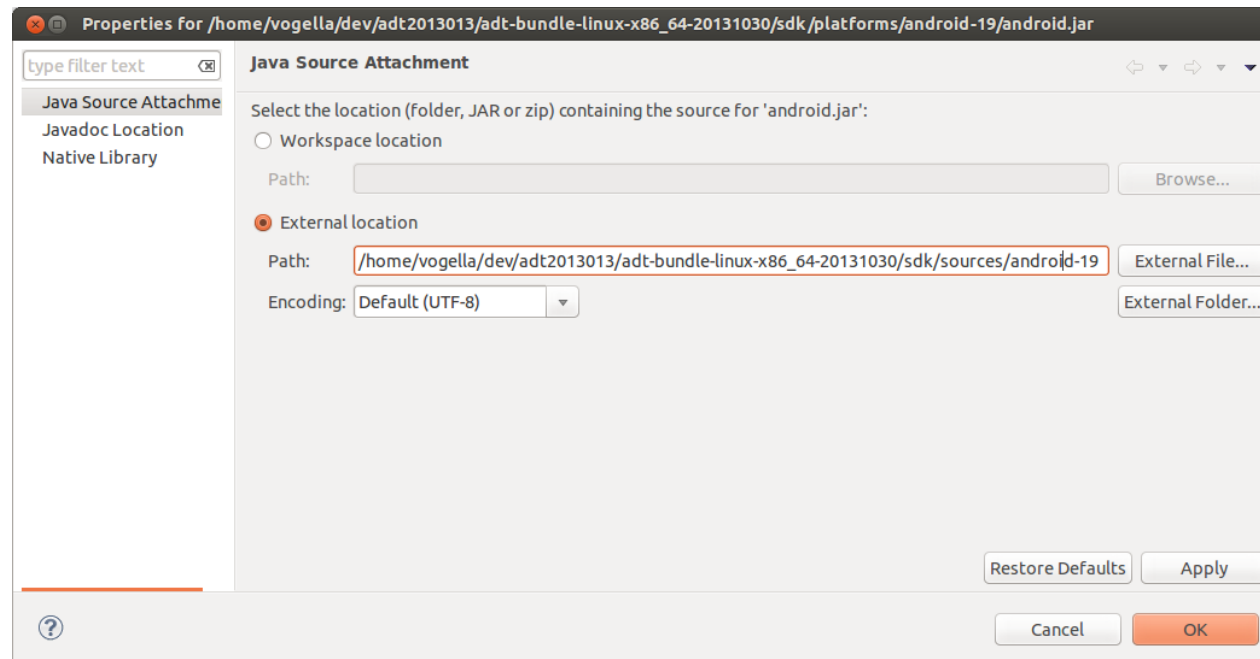 Properties for /home/vogella/dev/adt2013013/adt-bundle-linux-x86_64-20131030/sdk/platforms/android-19/android.jar
type filter text
Java Source Attachme
Javadoc Location
Native Library
Java Source Attachment
Select the location (folder, JAR or zip) containing the source for 'android.jar':
Workspace location
Path:
Browse...
External location
Path: /home/vogella/dev/adt2013013/adt-bundle-linux-x86_64-20131030/sdk/sources/android-19 External File...
Encoding: Default (UTF-8) External Folder...
Restore Defaults Apply
Cancel OK